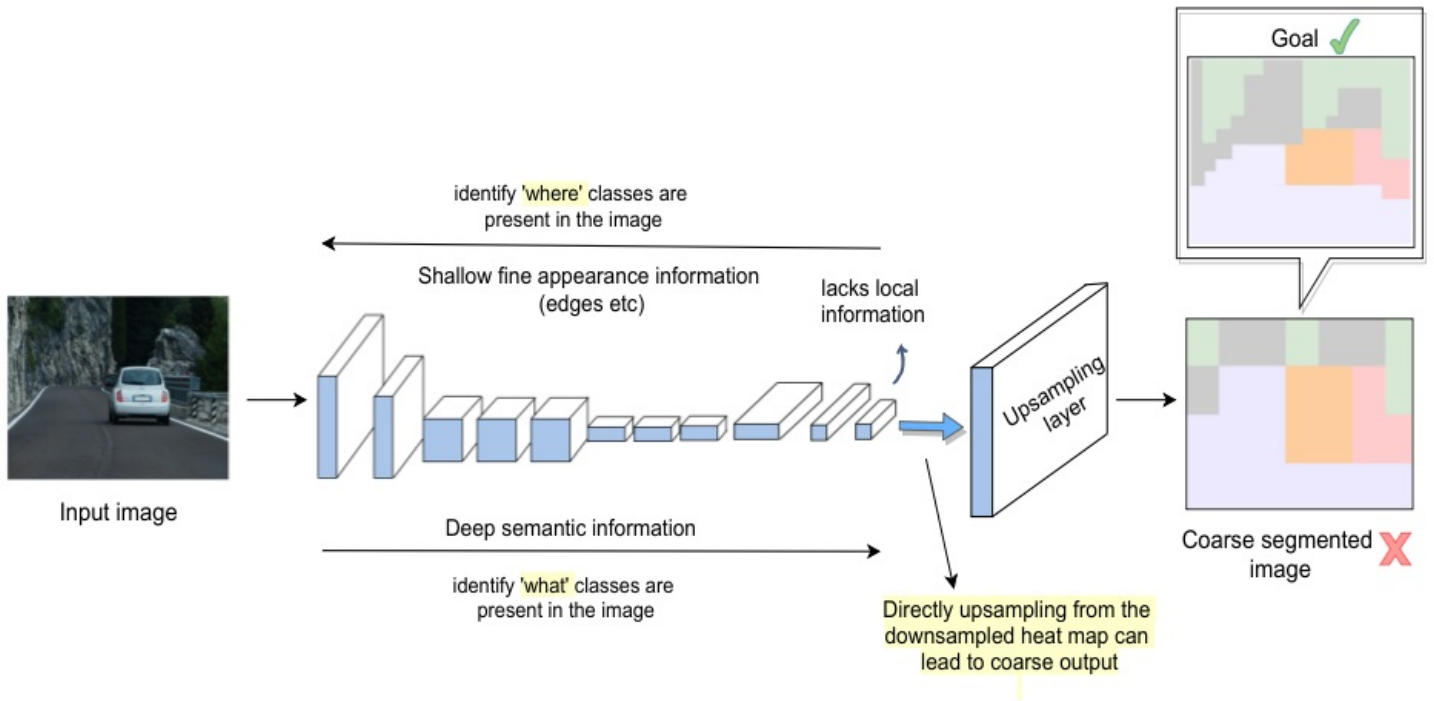 Goal
identify 'where' classes are
present in the image
Shallow fine appearance information
(edges etc)
lacks local
information
Upsampling
layer
Input image
Deep semantic information
identify 'what' classes are
present in the image
Directly upsampling from the
downsampled heat map can
lead to coarse output
Coarse segmented
image
X